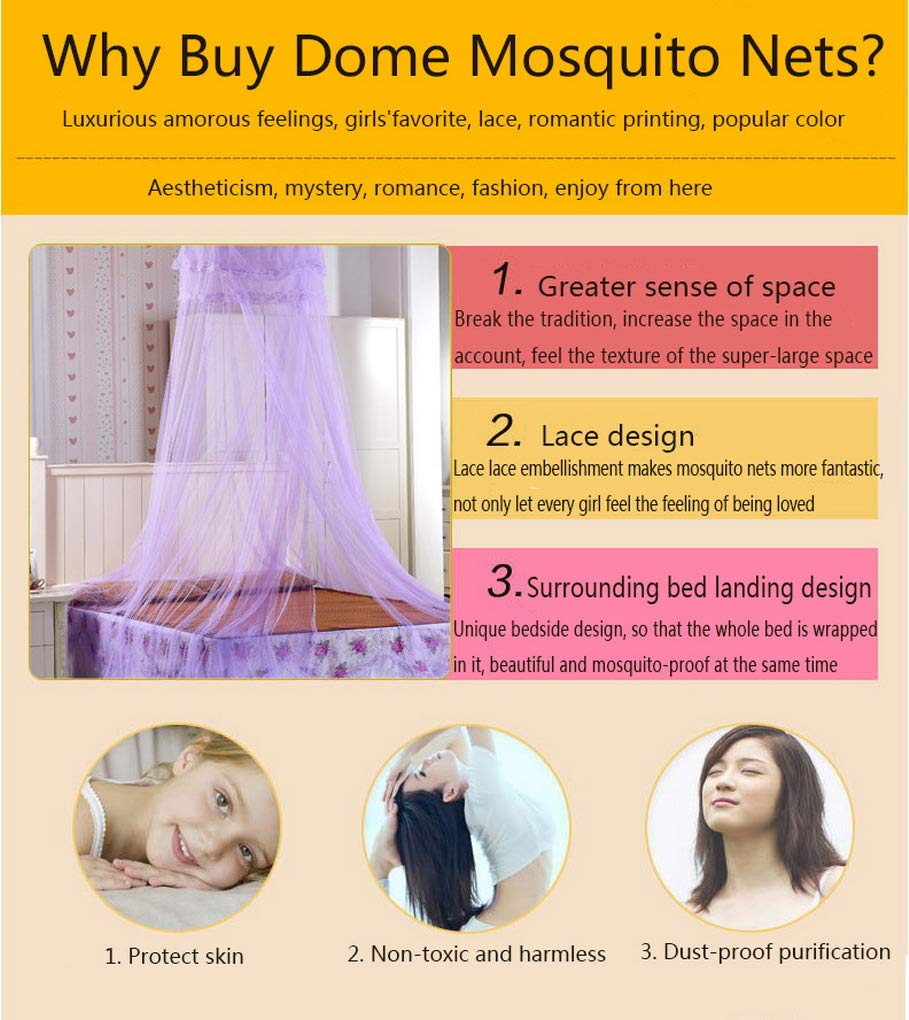 Why Buy Dome Mosquito Nets?
Luxurious amorous feelings, girls'favorite, lace, romantic printing, popular color
Aestheticism, mystery, romance, fashion, enjoy from here
1. Greater sense of space
Break the tradition, increase the space in the
account, feel the texture of the super-large space
2. Lace design
Lace lace embellishment makes mosquito nets more fantastic,
not only let every girl feel the feeling of being loved
3. Surrounding bed landing design
Unique bedside design, so that the whole bed is wrapped
in it, beautiful and mosquito-proof at the same time
1. Protect skin
2. Non-toxic and harmless
3. Dust-proof purification